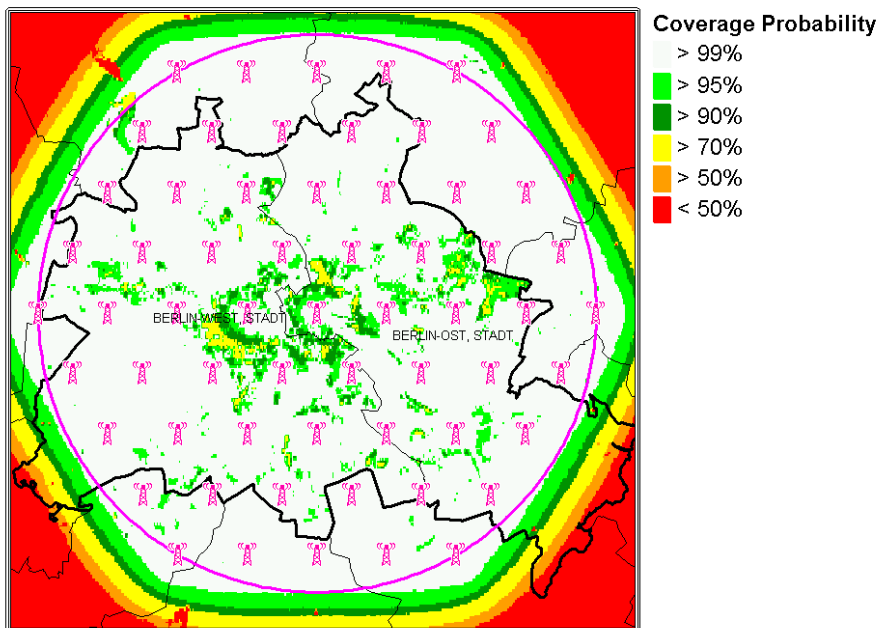 Coverage Probability
> 99%
> 95%
> 90%
> 70%
> 50%
< 50%
BERLIN-WEST, STADT
BERLIN-OST, STADT